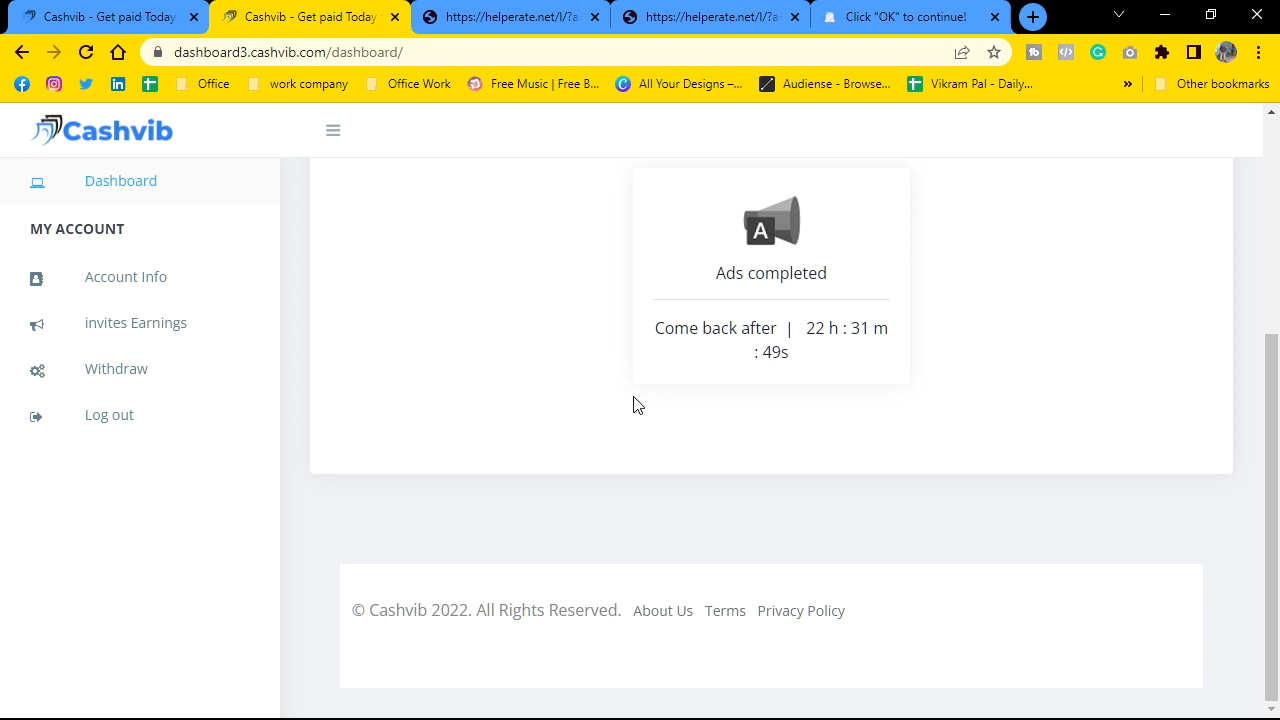 Cashvib - Get paid Today
Cashvib - Get paid Today
https://helperate.net/l/?a
https://helperate.net/l/?a
Click "OK" to continue!
dashboard3.cashvib.com/dashboard/
Office
work company
Office Work
Free Music | Free B...
All Your Designs –...
Audiense - Browse...
Vikram Pal - Daily...
»
Other bookmarks
Cashvib
Dashboard
MY ACCOUNT
Account Info
invites Earnings
Withdraw
Log out
A
Ads completed
Come back after | 22 h : 31 m
: 49s
© Cashvib 2022. All Rights Reserved. About Us Terms Privacy Policy